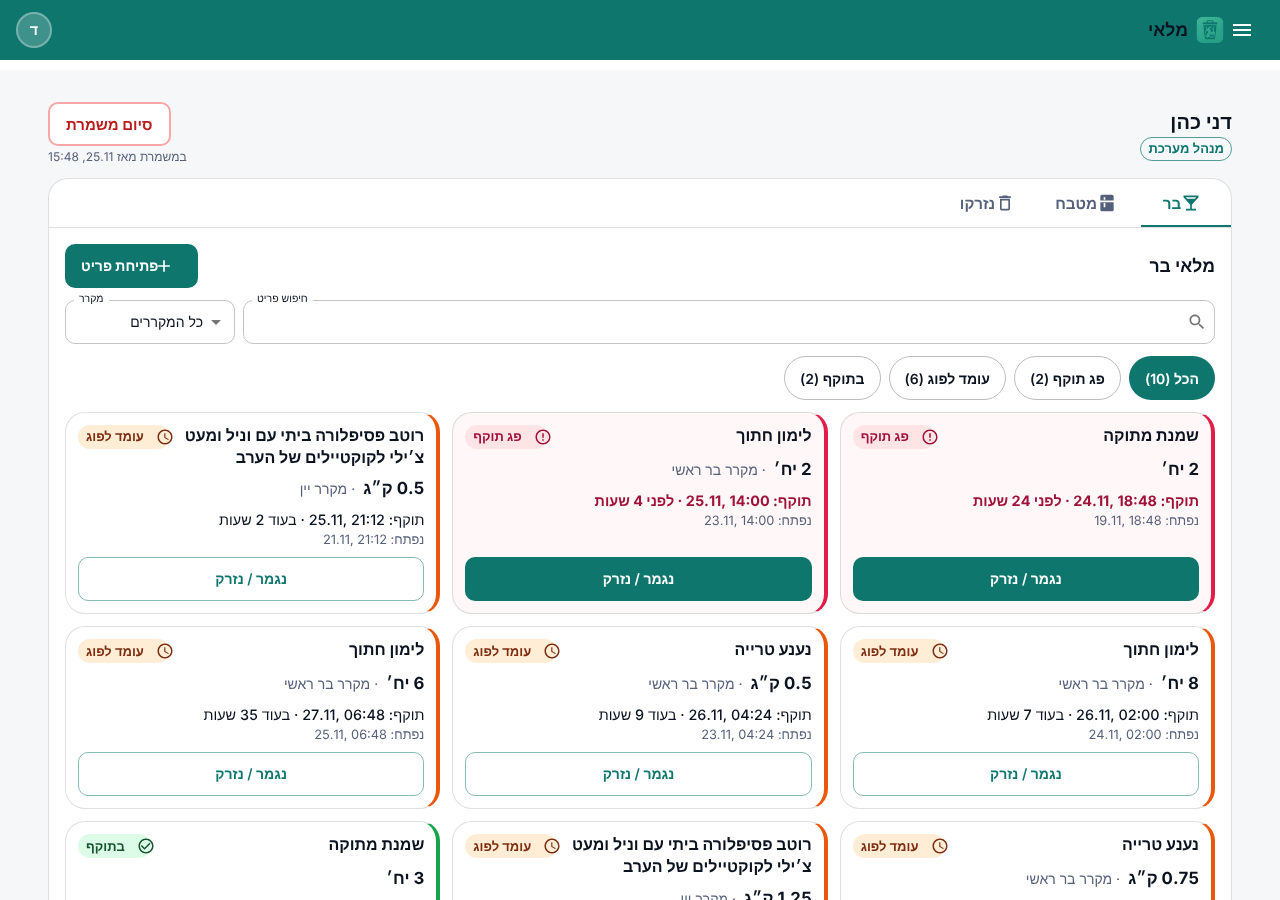 מלאי
ד
דני כהן
מנהל מערכת
סיום משמרת
במשמרת מאז 25.11, 15:48
בר
מטבח
נזרקו
מלאי בר
פתיחת פריט
חיפוש פריט
מקרר
כל המקררים
הכל (10)
פג תוקף (2)
עומד לפוג (6)
בתוקף (2)
שמנת מתוקה
פג תוקף
2 יח׳
תוקף: 24.11, 18:48 · לפני 24 שעות
נפתח: 19.11, 18:48
נגמר / נזרק
לימון חתוך
פג תוקף
2 יח׳ · מקרר בר ראשי
תוקף: 25.11, 14:00 · לפני 4 שעות
נפתח: 23.11, 14:00
נגמר / נזרק
רוטב פסיפלורה ביתי עם וניל ומעט
צ׳ילי לקוקטיילים של הערב
עומד לפוג
0.5 ק״ג · מקרר יין
תוקף: 25.11, 21:12 · בעוד 2 שעות
נפתח: 21.11, 21:12
נגמר / נזרק
לימון חתוך
עומד לפוג
8 יח׳ · מקרר בר ראשי
תוקף: 26.11, 02:00 · בעוד 7 שעות
נפתח: 24.11, 02:00
נגמר / נזרק
נענע טרייה
עומד לפוג
0.5 ק״ג · מקרר בר ראשי
תוקף: 26.11, 04:24 · בעוד 9 שעות
נפתח: 23.11, 04:24
נגמר / נזרק
לימון חתוך
עומד לפוג
6 יח׳ · מקרר בר ראשי
תוקף: 27.11, 06:48 · בעוד 35 שעות
נפתח: 25.11, 06:48
נגמר / נזרק
נענע טרייה
עומד לפוג
0.75 ק״ג · מקרר בר ראשי
רוטב פסיפלורה ביתי עם וניל ומעט
צ׳ילי לקוקטיילים של הערב
עומד לפוג
1.25 ק״ג · מקרר יין
שמנת מתוקה
בתוקף
3 יח׳